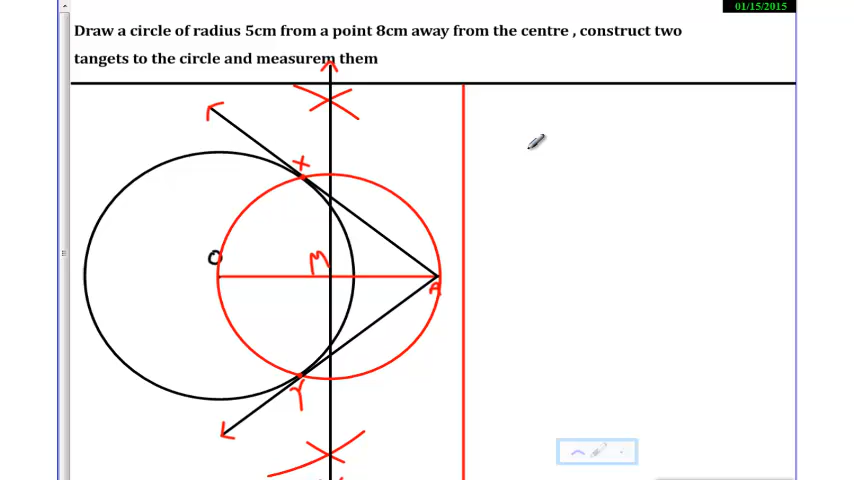 01/15/2015
Draw a circle of radius 5cm from a point 8cm away from the centre , construct two
tangets to the circle and measurem them
X
O
M
Y